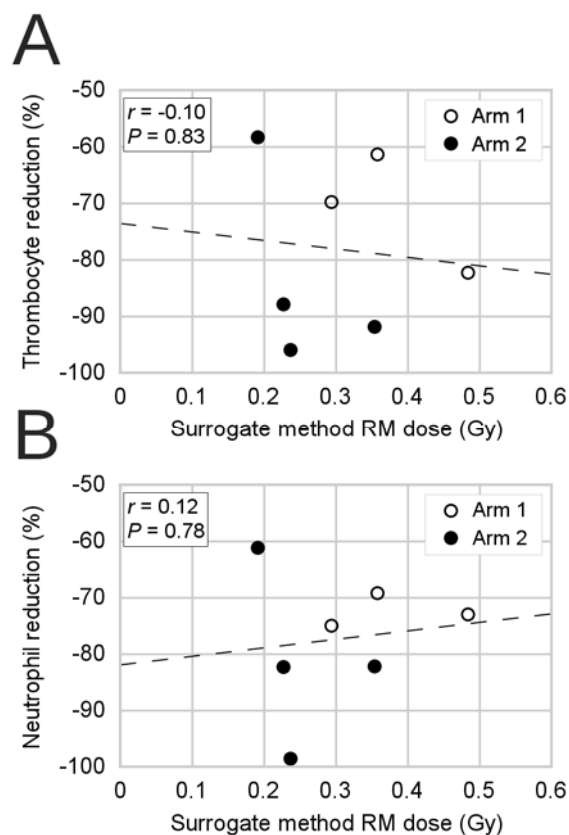 A
-50
-60
-70
-80
-90
-100
Thrombocyte reduction (%)
r = -0.10
P = 0.83
Arm 1
Arm 2
0 0.1 0.2 0.3 0.4 0.5 0.6
Surrogate method RM dose (Gy)
B
-50
-60
-70
-80
-90
-100
Neutrophil reduction (%)
r = 0.12
P = 0.78
Arm 1
Arm 2
0 0.1 0.2 0.3 0.4 0.5 0.6
Surrogate method RM dose (Gy)